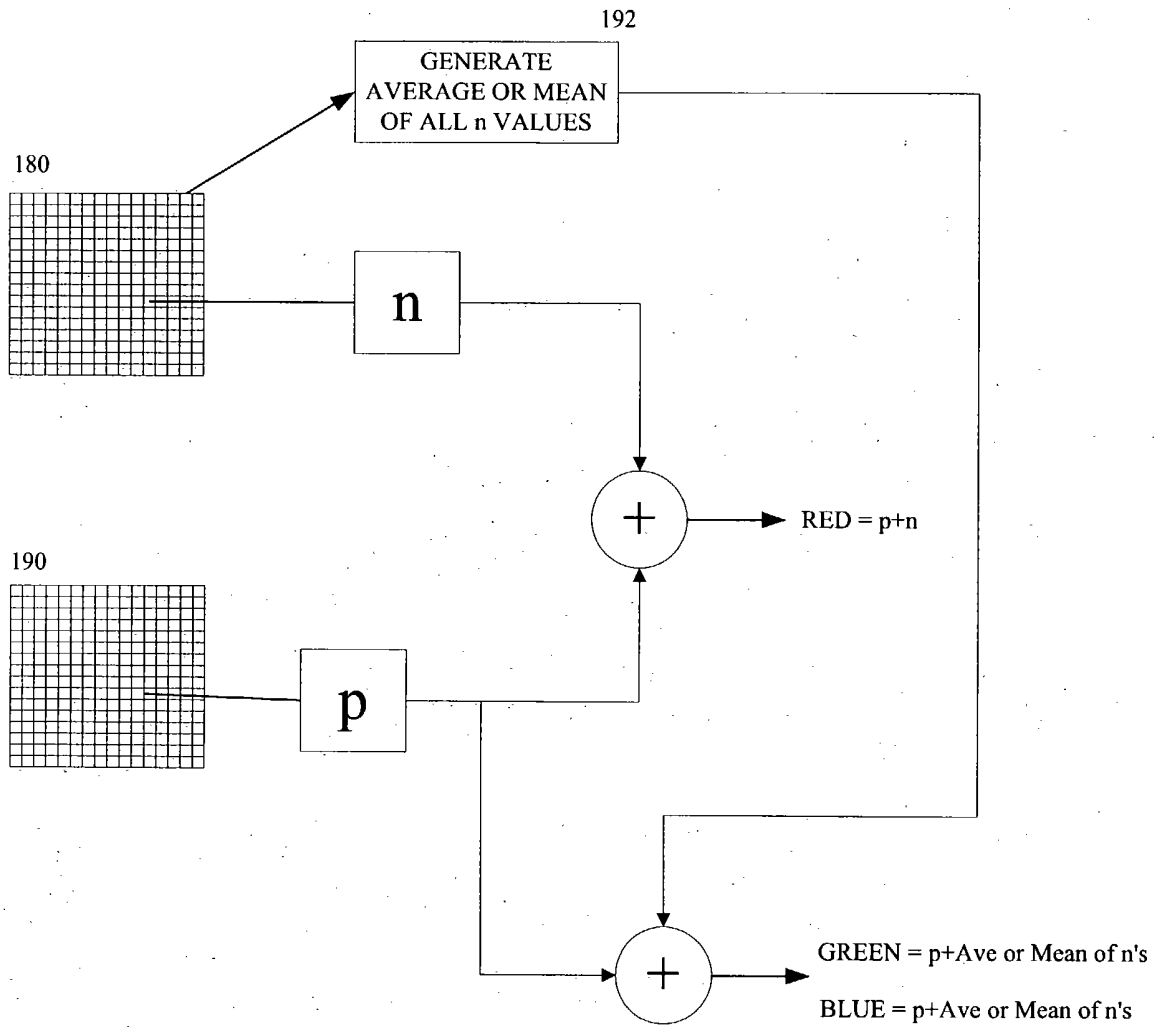 192
GENERATE
AVERAGE OR MEAN
OF ALL n VALUES
180
n
+
RED = p+n
190
p
+
GREEN = p+Ave or Mean of n's
BLUE = p+Ave or Mean of n's